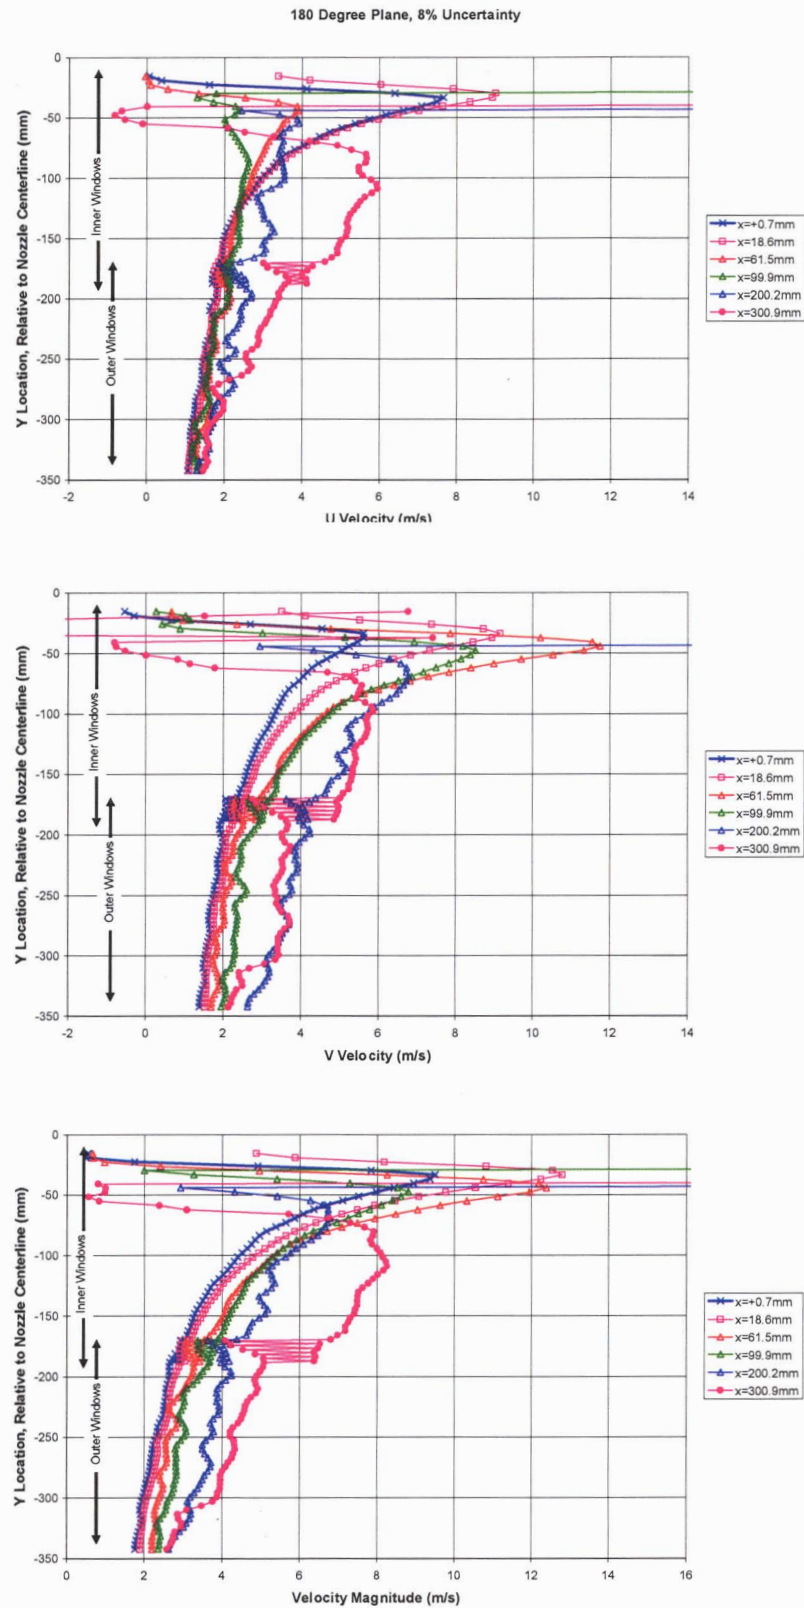 180 Degree Plane, 8% Uncertainty
0
-50
-100
-150
-200
-250
-300
-350
Y Location, Relative to Nozzle Centerline (mm)
Inner Windows
Outer Windows
-2 0 2 4 6 8 10 12 14
U Velocity (m/s)
x=+0.7mm
x=18.6mm
x=61.5mm
x=99.9mm
x=200.2mm
x=300.9mm
0
-50
-100
-150
-200
-250
-300
-350
Y Location, Relative to Nozzle Centerline (mm)
Inner Windows
Outer Windows
-2 0 2 4 6 8 10 12 14
V Velocity (m/s)
x=+0.7mm
x=18.6mm
x=61.5mm
x=99.9mm
x=200.2mm
x=300.9mm
0
-50
-100
-150
-200
-250
-300
-350
Y Location, Relative to Nozzle Centerline (mm)
Inner Windows
Outer Windows
0 2 4 6 8 10 12 14 16
Velocity Magnitude (m/s)
x=+0.7mm
x=18.6mm
x=61.5mm
x=99.9mm
x=200.2mm
x=300.9mm